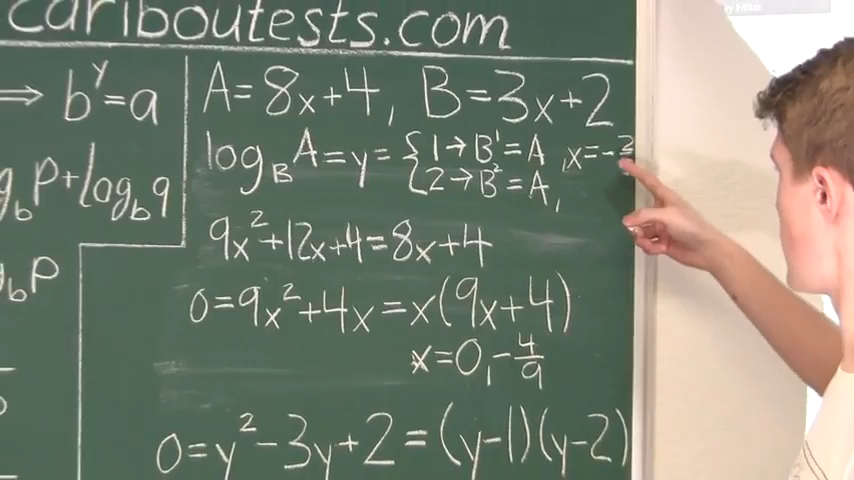 cariboutests.com
⟹ b^y=a
g_b p+log_b q
g_b p
A=8x+4, B=3x+2
log_B A=y= { 1→B^1=A, x=-2
{ 2→B^2=A,
9x^2+12x+4=8x+4
0=9x^2+4x=x(9x+4)
x=0,-4/9
0=y^2-3y+2=(y-1)(y-2)